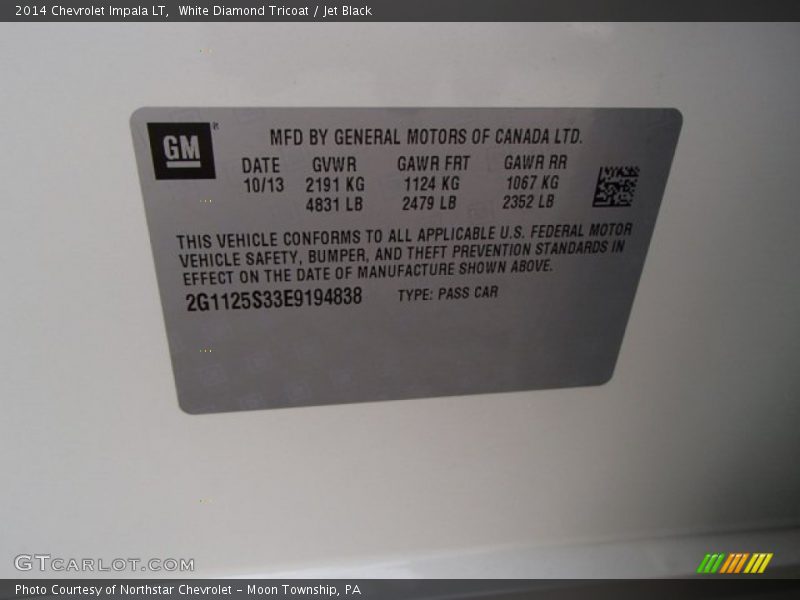 2014 Chevrolet Impala LT, White Diamond Tricoat / Jet Black
GM
MFD BY GENERAL MOTORS OF CANADA LTD.
DATE GVWR GAWR FRT GAWR RR
10/13 2191 KG 1124 KG 1067 KG
4831 LB 2479 LB 2352 LB
THIS VEHICLE CONFORMS TO ALL APPLICABLE U.S. FEDERAL MOTOR
VEHICLE SAFETY, BUMPER, AND THEFT PREVENTION STANDARDS IN
EFFECT ON THE DATE OF MANUFACTURE SHOWN ABOVE.
2G1125S33E9194838 TYPE: PASS CAR
GTCARLOT.COM
Photo Courtesy of Northstar Chevrolet - Moon Township, PA